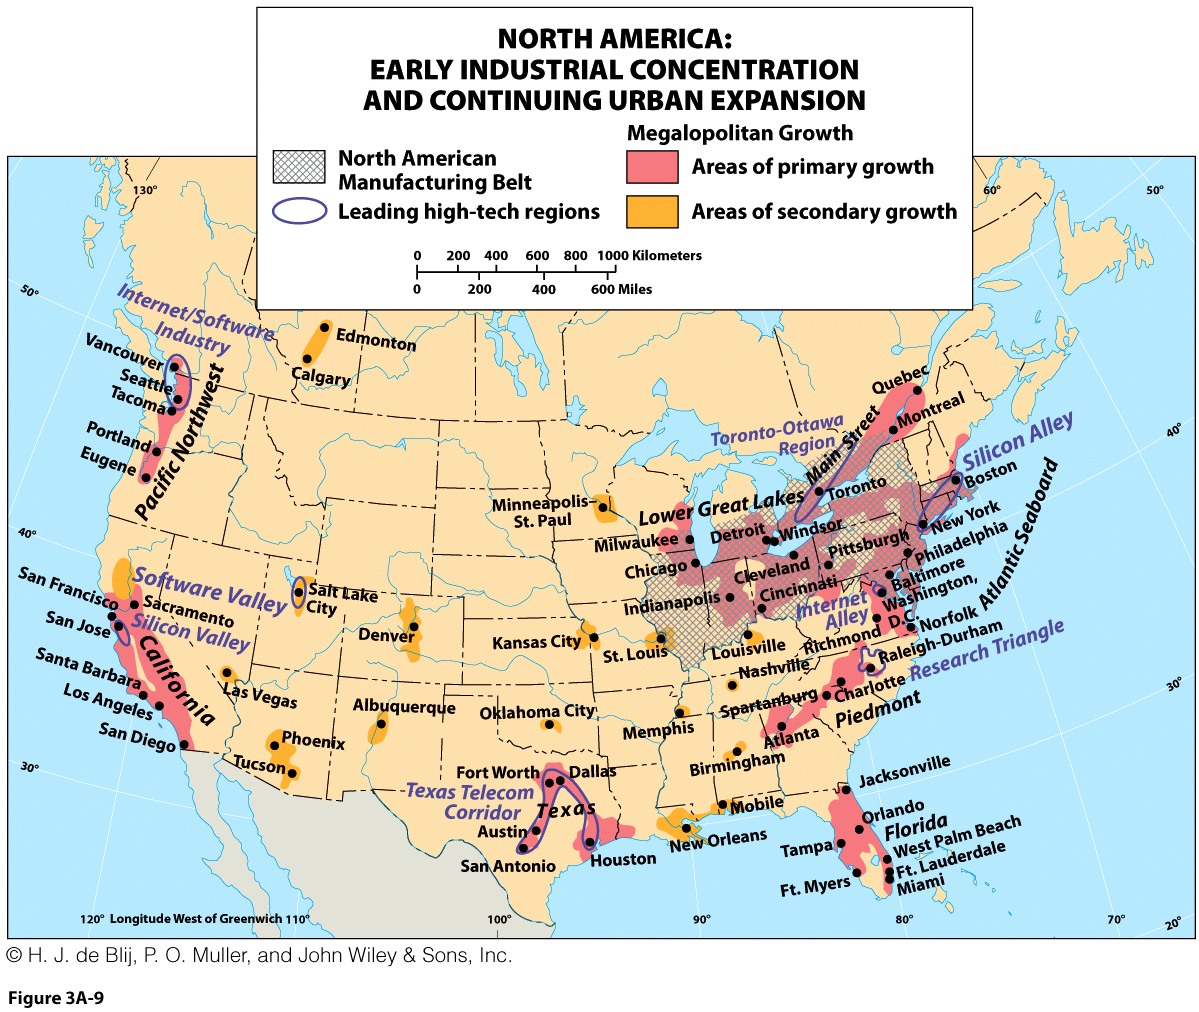 NORTH AMERICA:
EARLY INDUSTRIAL CONCENTRATION
AND CONTINUING URBAN EXPANSION
North American
Manufacturing Belt
Leading high-tech regions
Megalopolitan Growth
Areas of primary growth
Areas of secondary growth
0 200 400 600 800 1000 Kilometers
0 200 400 600 Miles
130°
60°
50°
50°
40°
30°
40°
30°
20°
Internet/Software
Industry
Edmonton
Calgary
Vancouver
Seattle
Tacoma
Portland
Eugene
Pacific Northwest
Quebec
Montreal
Toronto-Ottawa
Region
Main Street
Silicon Alley
Boston
Toronto
Lower Great Lakes
Minneapolis
St. Paul
Milwaukee
Detroit
Windsor
New York
Chicago
Cleveland
Pittsburgh
Philadelphia
Atlantic Seaboard
Baltimore
Washington,
D.C.
Indianapolis
Cincinnati
Internet
Alley
Norfolk
Richmond
San Francisco
Sacramento
San Jose
Software Valley
Silicon Valley
Salt Lake
City
Denver
Kansas City
St. Louis
Louisville
Raleigh-Durham
Research Triangle
California
Santa Barbara
Los Angeles
San Diego
Las Vegas
Albuquerque
Oklahoma City
Nashville
Memphis
Spartanburg
Charlotte
Piedmont
Atlanta
Birmingham
Phoenix
Tucson
Fort Worth
Dallas
Texas Telecom
Corridor
Texas
Austin
San Antonio
Houston
Mobile
New Orleans
Jacksonville
Orlando
Florida
Tampa
West Palm Beach
Ft. Lauderdale
Ft. Myers
Miami
120° Longitude West of Greenwich 110° 100° 90° 80° 70°
© H. J. de Blij, P. O. Muller, and John Wiley & Sons, Inc.
Figure 3A-9